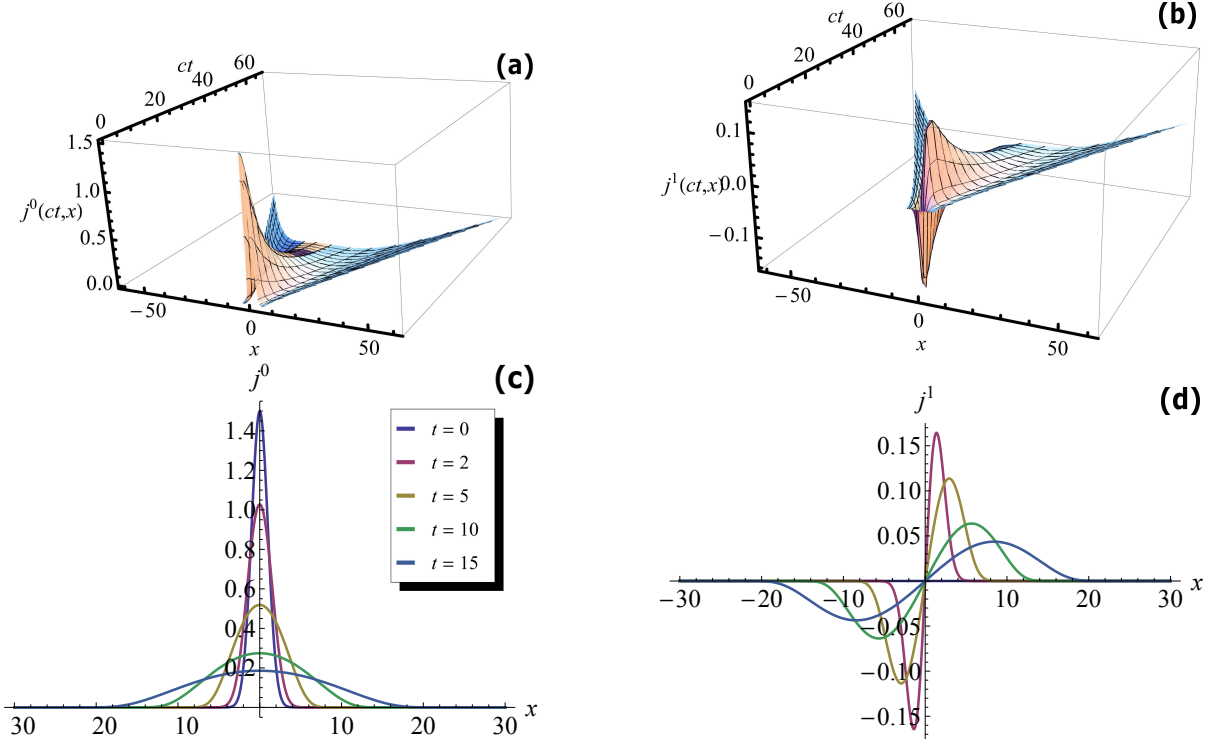 (a)
ct
0
20
40
60
1.5
1.0
0.5
0.0
j⁰(ct,x)
−50
0
50
x
(b)
ct
0
20
40
60
0.1
0.0
−0.1
j¹(ct,x)
−50
0
50
x
(c)
j⁰
1.4
1.2
1.0
0.8
0.6
0.4
0.2
30
20
10
10
20
30
x
t = 0
t = 2
t = 5
t = 10
t = 15
(d)
j¹
0.15
0.10
0.05
−0.05
−0.10
−0.15
−30
−20
−10
10
20
30
x